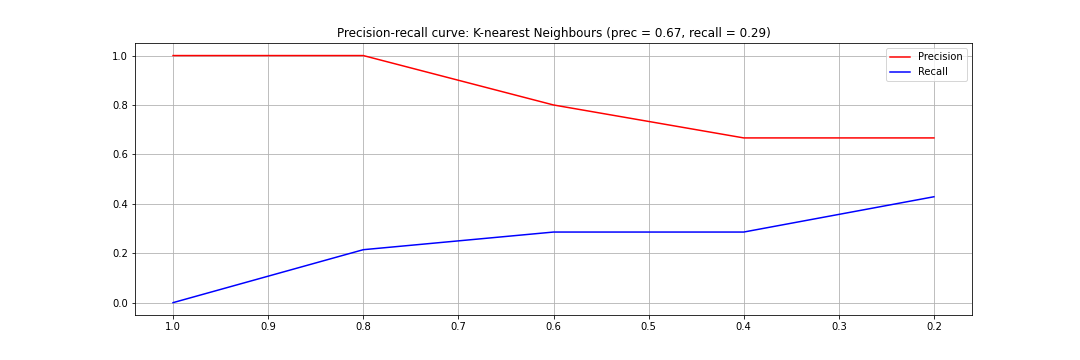 Precision-recall curve: K-nearest Neighbours (prec = 0.67, recall = 0.29)
Precision
Recall
1.0
0.8
0.6
0.4
0.2
0.0
1.0 0.9 0.8 0.7 0.6 0.5 0.4 0.3 0.2